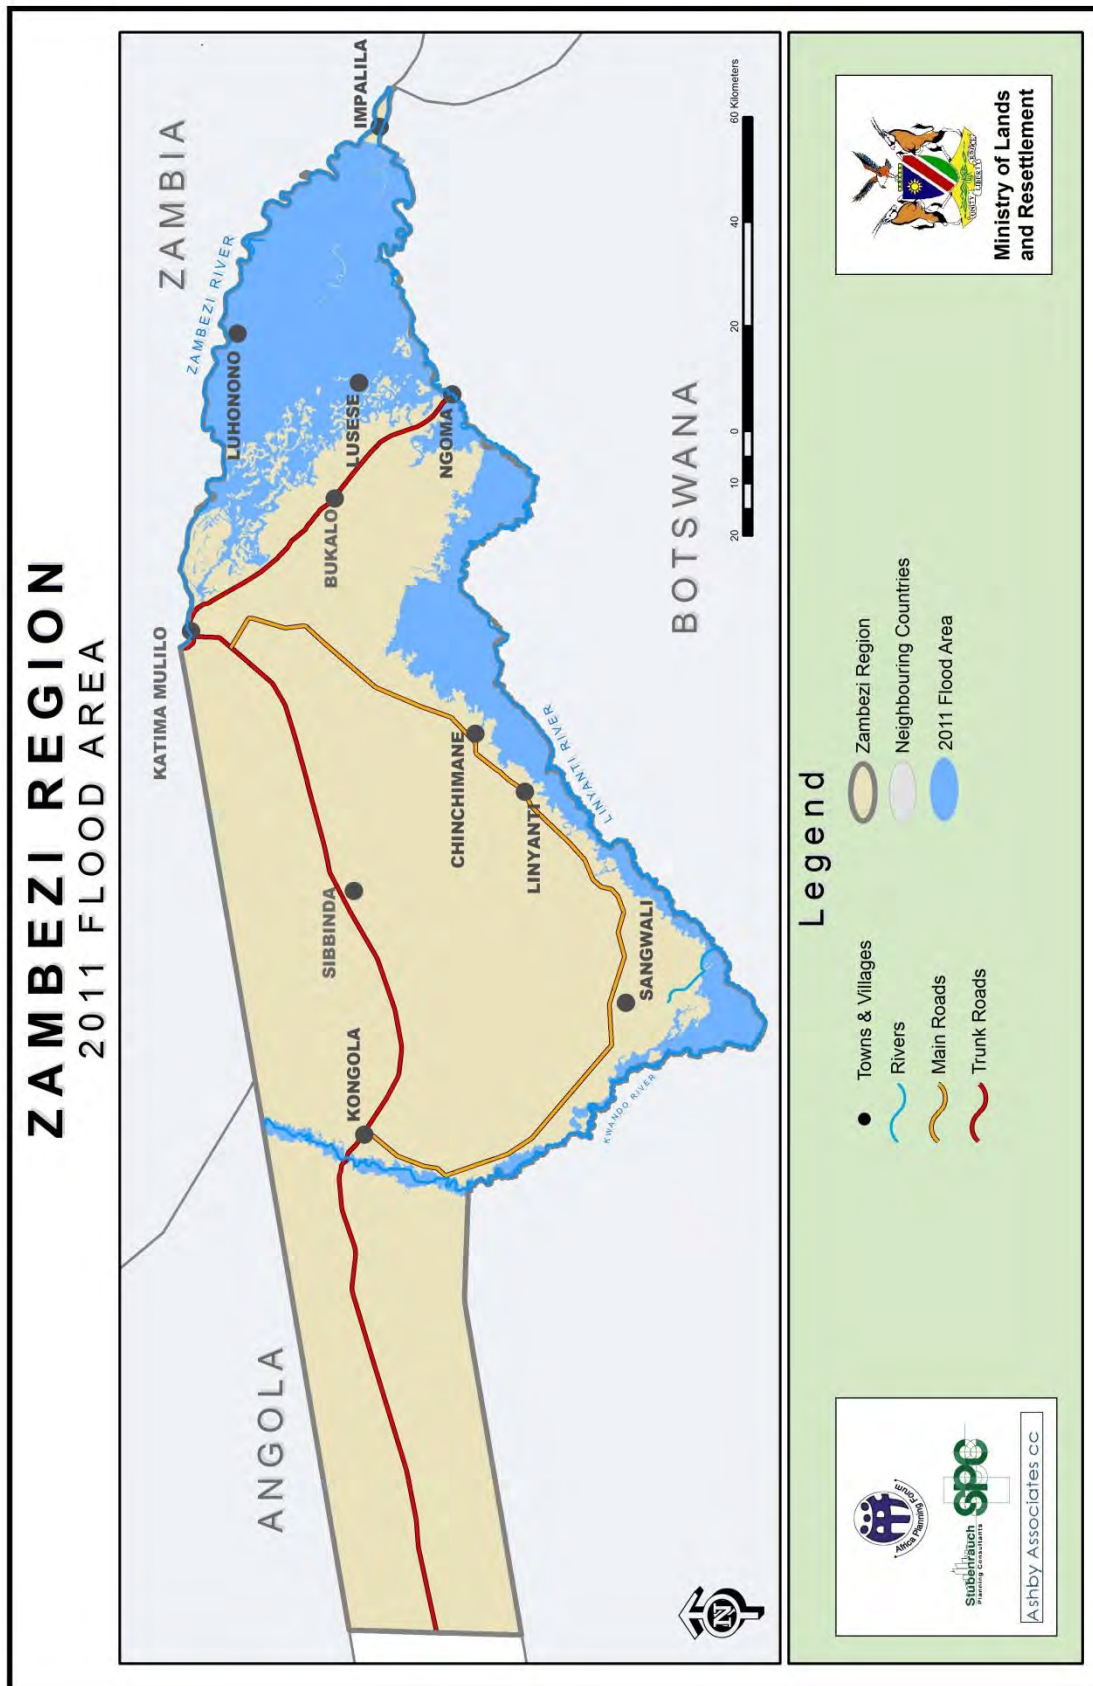 ZAMBEZI REGION
2011 FLOOD AREA
ANGOLA
ZAMBIA
BOTSWANA
KATIMA MULILO
ZAMBEZI RIVER
LUHONONO
IMPALILA
LUSESE
BUKALO
NGOMA
SIBBINDA
KONGOLA
CHINCHIMANE
LINYANTI
LINYANTI RIVER
SANGWALI
KWANDO RIVER
N
20 10 0 20 40 60 Kilometers
Legend
Towns & Villages
Rivers
Main Roads
Trunk Roads
Zambezi Region
Neighbouring Countries
2011 Flood Area
Africa Planning Forum
Stubenrauch
Planning Consultants
spc
Ashby Associates cc
UNITY LIBERTY JUSTICE
Ministry of Lands
and Resettlement